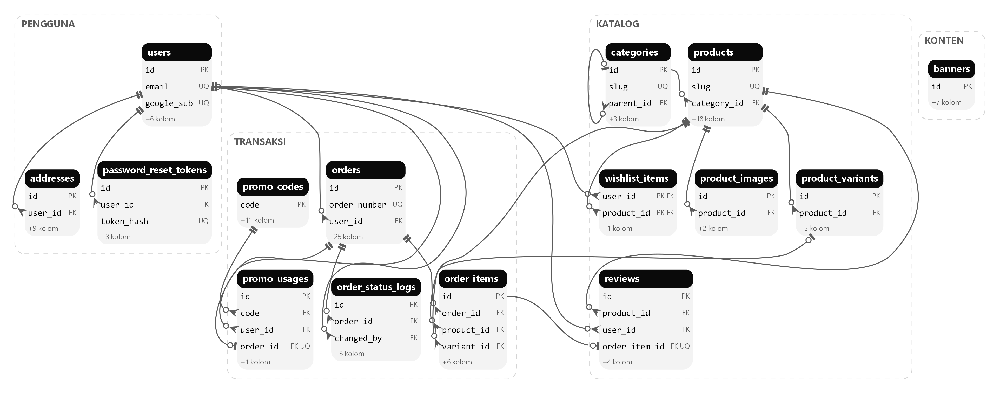 PENGGUNA
users
id PK
email UQ
google_sub UQ
+6 kolom
addresses
id PK
user_id FK
+9 kolom
password_reset_tokens
id PK
user_id FK
token_hash UQ
+3 kolom
TRANSAKSI
promo_codes
code PK
+11 kolom
orders
id PK
order_number UQ
user_id FK
+25 kolom
promo_usages
id PK
code FK
user_id FK
order_id FK UQ
+1 kolom
order_status_logs
id PK
order_id FK
changed_by FK
+3 kolom
order_items
id PK
order_id FK
product_id FK
variant_id FK
+6 kolom
KATALOG
categories
id PK
slug UQ
parent_id FK
+3 kolom
products
id PK
slug UQ
category_id FK
+18 kolom
wishlist_items
user_id PK FK
product_id PK FK
+1 kolom
product_images
id PK
product_id FK
+2 kolom
product_variants
id PK
product_id FK
+5 kolom
reviews
id PK
product_id FK
user_id FK
order_item_id FK UQ
+4 kolom
KONTEN
banners
id PK
+7 kolom